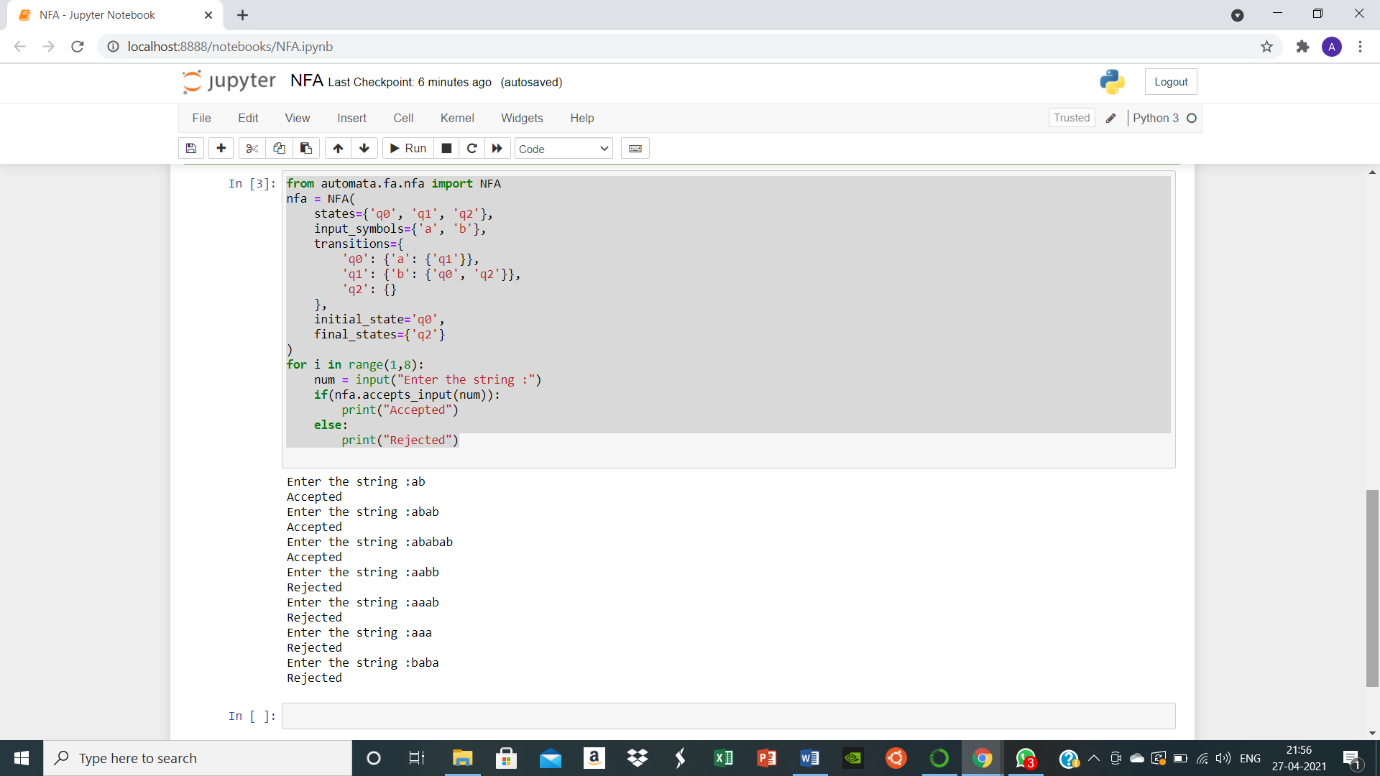 NFA - Jupyter Notebook
localhost:8888/notebooks/NFA.ipynb
A
jupyter NFA Last Checkpoint: 6 minutes ago (autosaved)
Logout
File Edit View Insert Cell Kernel Widgets Help
Trusted Python 3
Run Code
In [3]: from automata.fa.nfa import NFA
nfa = NFA(
    states={'q0', 'q1', 'q2'},
    input_symbols={'a', 'b'},
    transitions={
        'q0': {'a': {'q1'}},
        'q1': {'b': {'q0', 'q2'}},
        'q2': {}
    },
    initial_state='q0',
    final_states={'q2'}
)
for i in range(1,8):
    num = input("Enter the string :")
    if(nfa.accepts_input(num)):
        print("Accepted")
    else:
        print("Rejected")
Enter the string :ab
Accepted
Enter the string :abab
Accepted
Enter the string :ababab
Accepted
Enter the string :aabb
Rejected
Enter the string :aaab
Rejected
Enter the string :aaa
Rejected
Enter the string :baba
Rejected
In [ ]:
Type here to search
a
3
ENG
21:56
27-04-2021
1